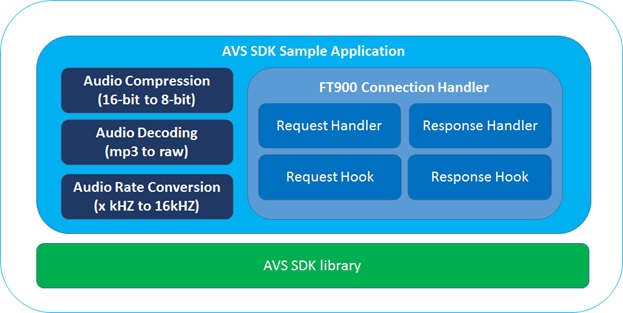 AVS SDK Sample Application
Audio Compression
(16-bit to 8-bit)
Audio Decoding
(mp3 to raw)
Audio Rate Conversion
(x kHZ to 16kHZ)
FT900 Connection Handler
Request Handler
Response Handler
Request Hook
Response Hook
AVS SDK library